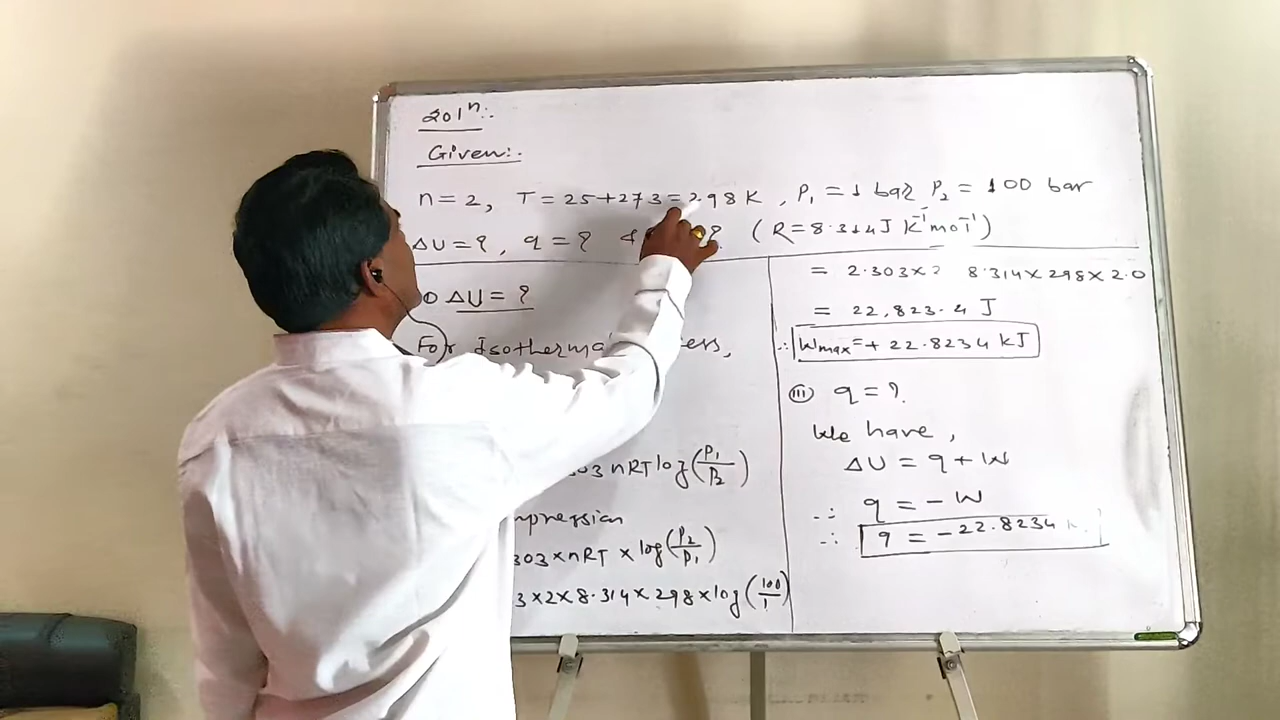 Solⁿ:-
Given:-
n = 2, T = 25+273 = 298 K, P₁ = 1 bar P₂ = 100 bar
ΔU = ?, q = ? ? (R = 8.314 J K⁻¹ mol⁻¹)
ΔU = ?
For Isothermal
nRT log(P₁/P₂)
303×nRT × log(P₂/P₁)
3×2×8.314×298×log(100/1)
= 2.303×2 8.314×298×2.0
= 22,823.4 J
∴ Wmax = + 22.8234 kJ
(iii) q = ?
We have,
ΔU = q + W
∴ q = - W
∴ q = -22.8234